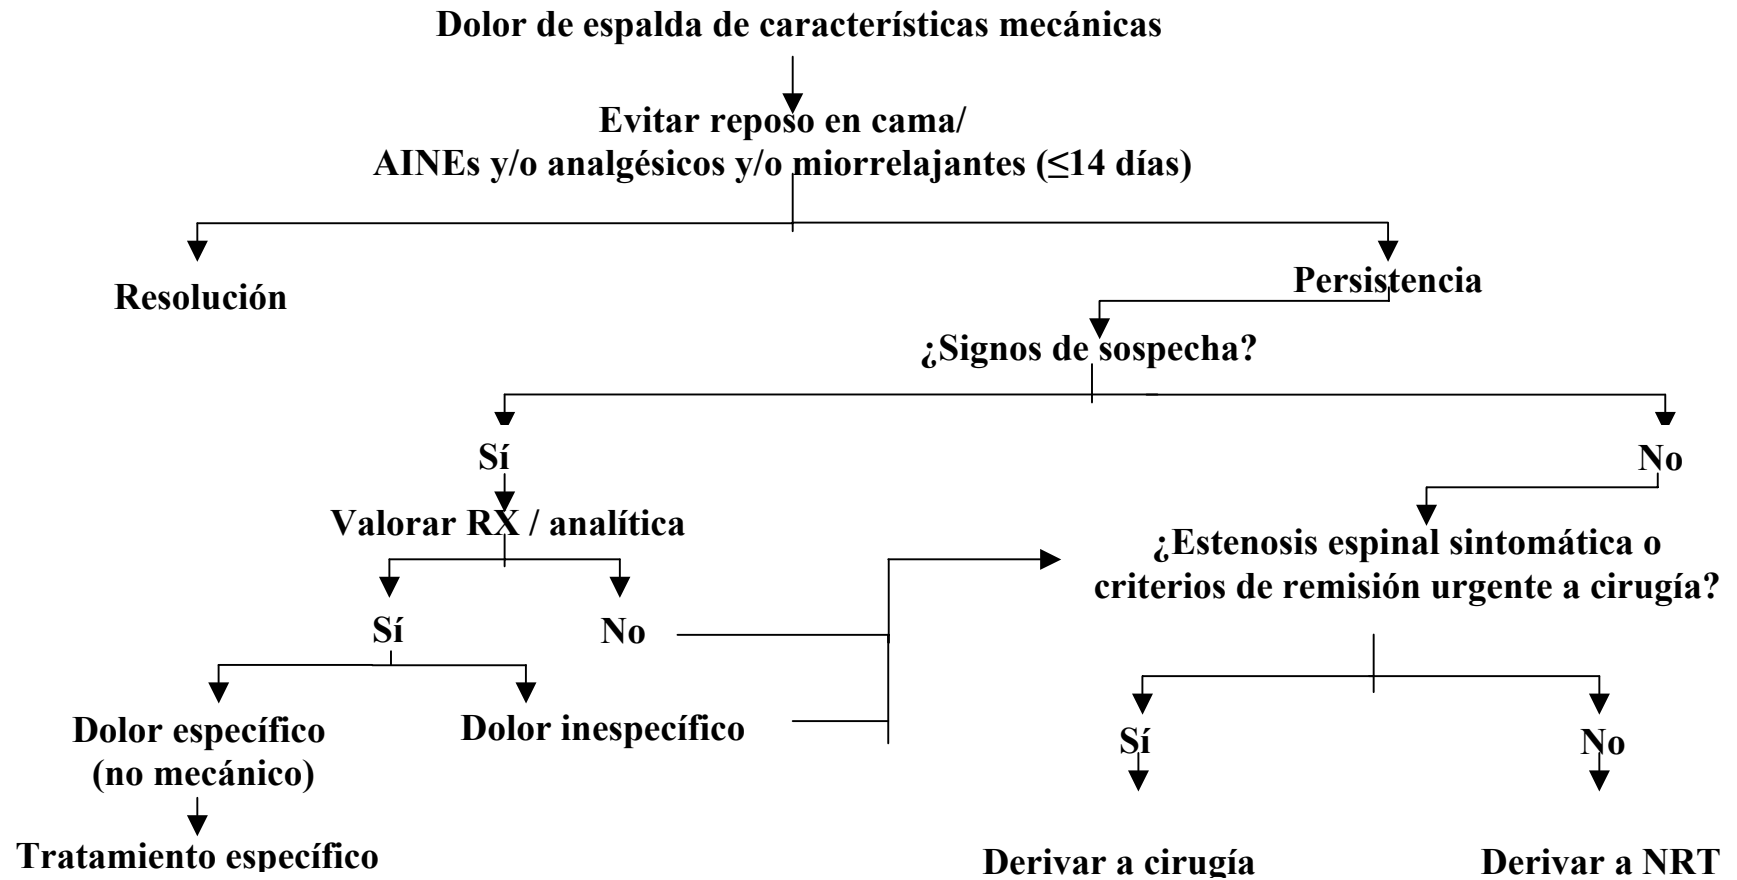 Dolor de espalda de características mecánicas
Evitar reposo en cama/
AINEs y/o analgésicos y/o miorrelajantes (≤14 días)
Resolución
Persistencia
¿Signos de sospecha?
Sí
No
Valorar RX / analítica
¿Estenosis espinal sintomática o
criterios de remisión urgente a cirugía?
Sí
No
Dolor específico
(no mecánico)
Dolor inespecífico
Sí
No
Tratamiento específico
Derivar a cirugía
Derivar a NRT